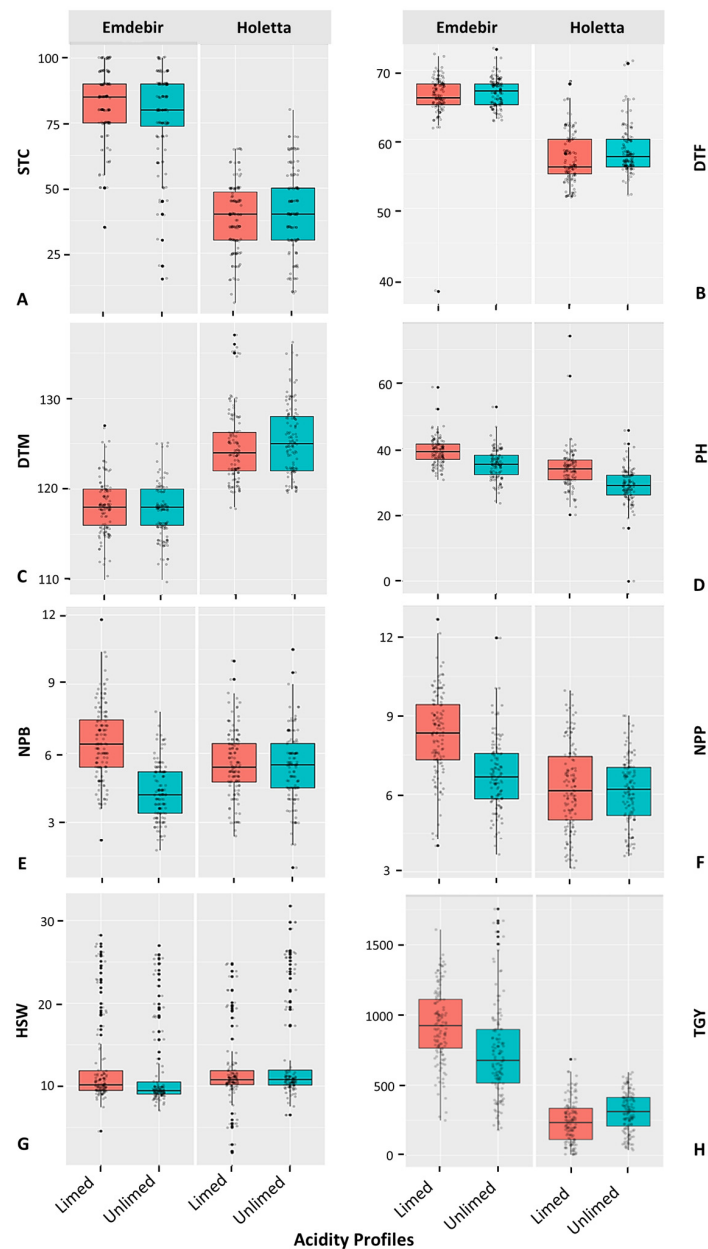 Emdebir Holetta
Emdebir Holetta
100
75
50
25
STC
A
70
60
50
40
DTF
B
130
120
110
DTM
C
60
40
20
0
PH
D
12
9
6
3
NPB
E
12
9
6
3
NPP
F
30
20
10
HSW
G
1500
1000
500
0
TGY
H
Limed Unlimed Limed Unlimed
Limed Unlimed Limed Unlimed
Acidity Profiles